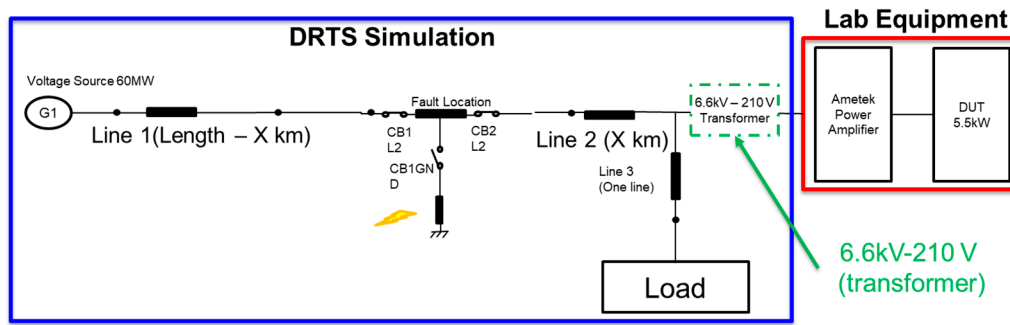 DRTS Simulation
Lab Equipment
Voltage Source 60MW
G1
Line 1(Length – X km)
Fault Location
CB1
L2
CB2
L2
CB1GN
D
Line 2 (X km)
6.6kV – 210 V
Transformer
Line 3
(One line)
Load
Ametek
Power
Amplifier
DUT
5.5kW
6.6kV-210 V
(transformer)